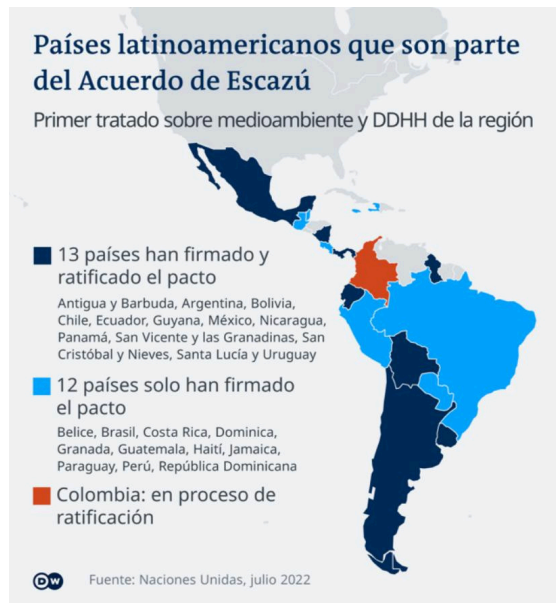 Países latinoamericanos que son parte
del Acuerdo de Escazú
Primer tratado sobre medioambiente y DDHH de la región
13 países han firmado y
ratificado el pacto
Antigua y Barbuda, Argentina, Bolivia,
Chile, Ecuador, Guyana, México, Nicaragua,
Panamá, San Vicente y las Granadinas, San
Cristóbal y Nieves, Santa Lucía y Uruguay
12 países solo han firmado
el pacto
Belice, Brasil, Costa Rica, Dominica,
Granada, Guatemala, Haití, Jamaica,
Paraguay, Perú, República Dominicana
Colombia: en proceso de
ratificación
DW
Fuente: Naciones Unidas, julio 2022